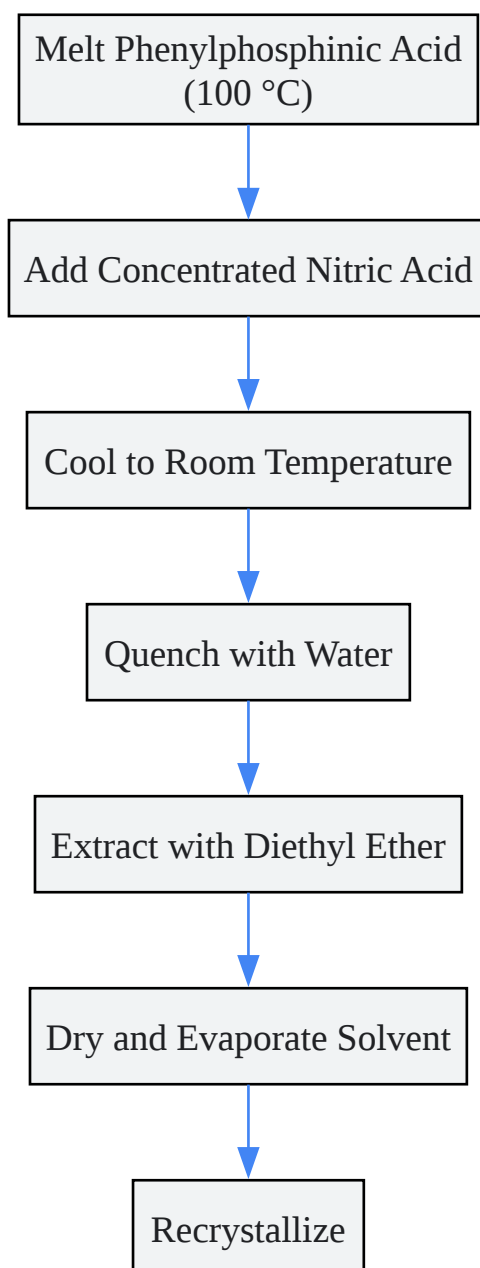 Melt Phenylphosphinic Acid
(100 °C)
Add Concentrated Nitric Acid
Cool to Room Temperature
Quench with Water
Extract with Diethyl Ether
Dry and Evaporate Solvent
Recrystallize